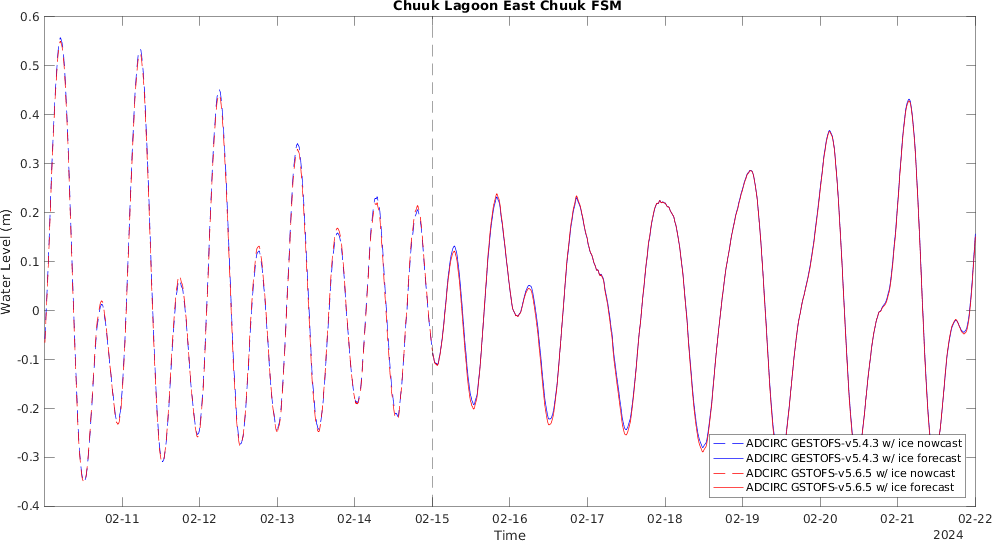 Chuuk Lagoon East Chuuk FSM
Water Level (m)
0.6
0.5
0.4
0.3
0.2
0.1
0
-0.1
-0.2
-0.3
-0.4
02-11 02-12 02-13 02-14 02-15 02-16 02-17 02-18 02-19 02-20 02-21 02-22
Time
2024
ADCIRC GESTOFS-v5.4.3 w/ ice nowcast
ADCIRC GESTOFS-v5.4.3 w/ ice forecast
ADCIRC GSTOFS-v5.6.5 w/ ice nowcast
ADCIRC GSTOFS-v5.6.5 w/ ice forecast